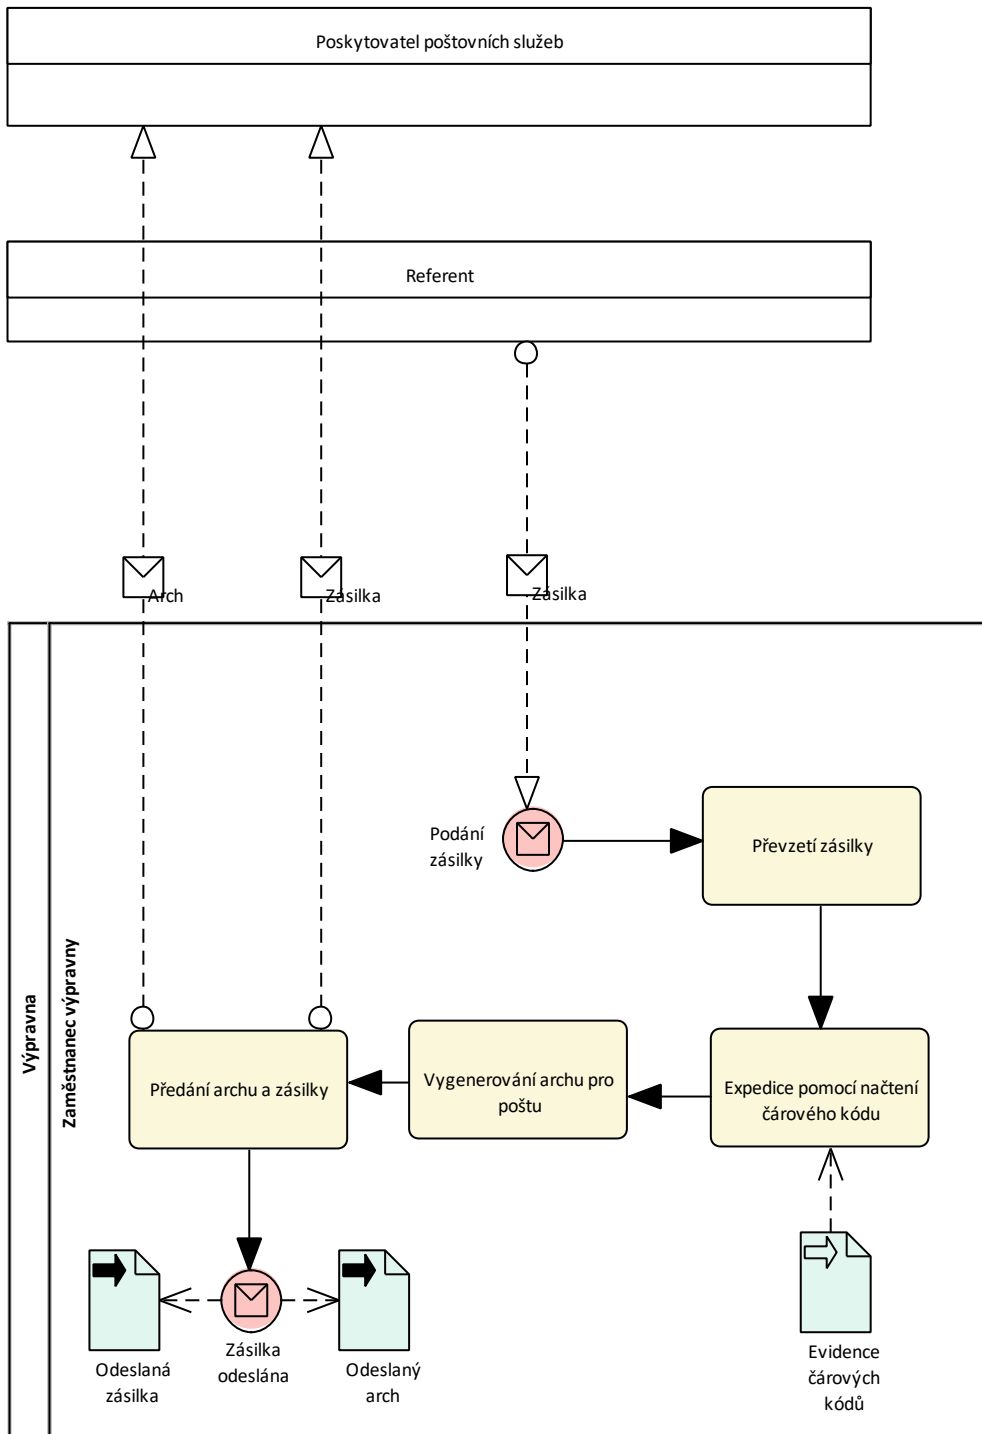 Poskytovatel poštovních služeb
Referent
Arch
Zásilka
Zásilka
Podání
zásilky
Převzetí zásilky
Výpravna
Zaměstnanec výpravny
Předání archu a zásilky
Vygenerování archu pro
poštu
Expedice pomocí načtení
čárového kódu
Odeslaná
zásilka
Zásilka
odeslána
Odeslaný
arch
Evidence
čárových
kódů